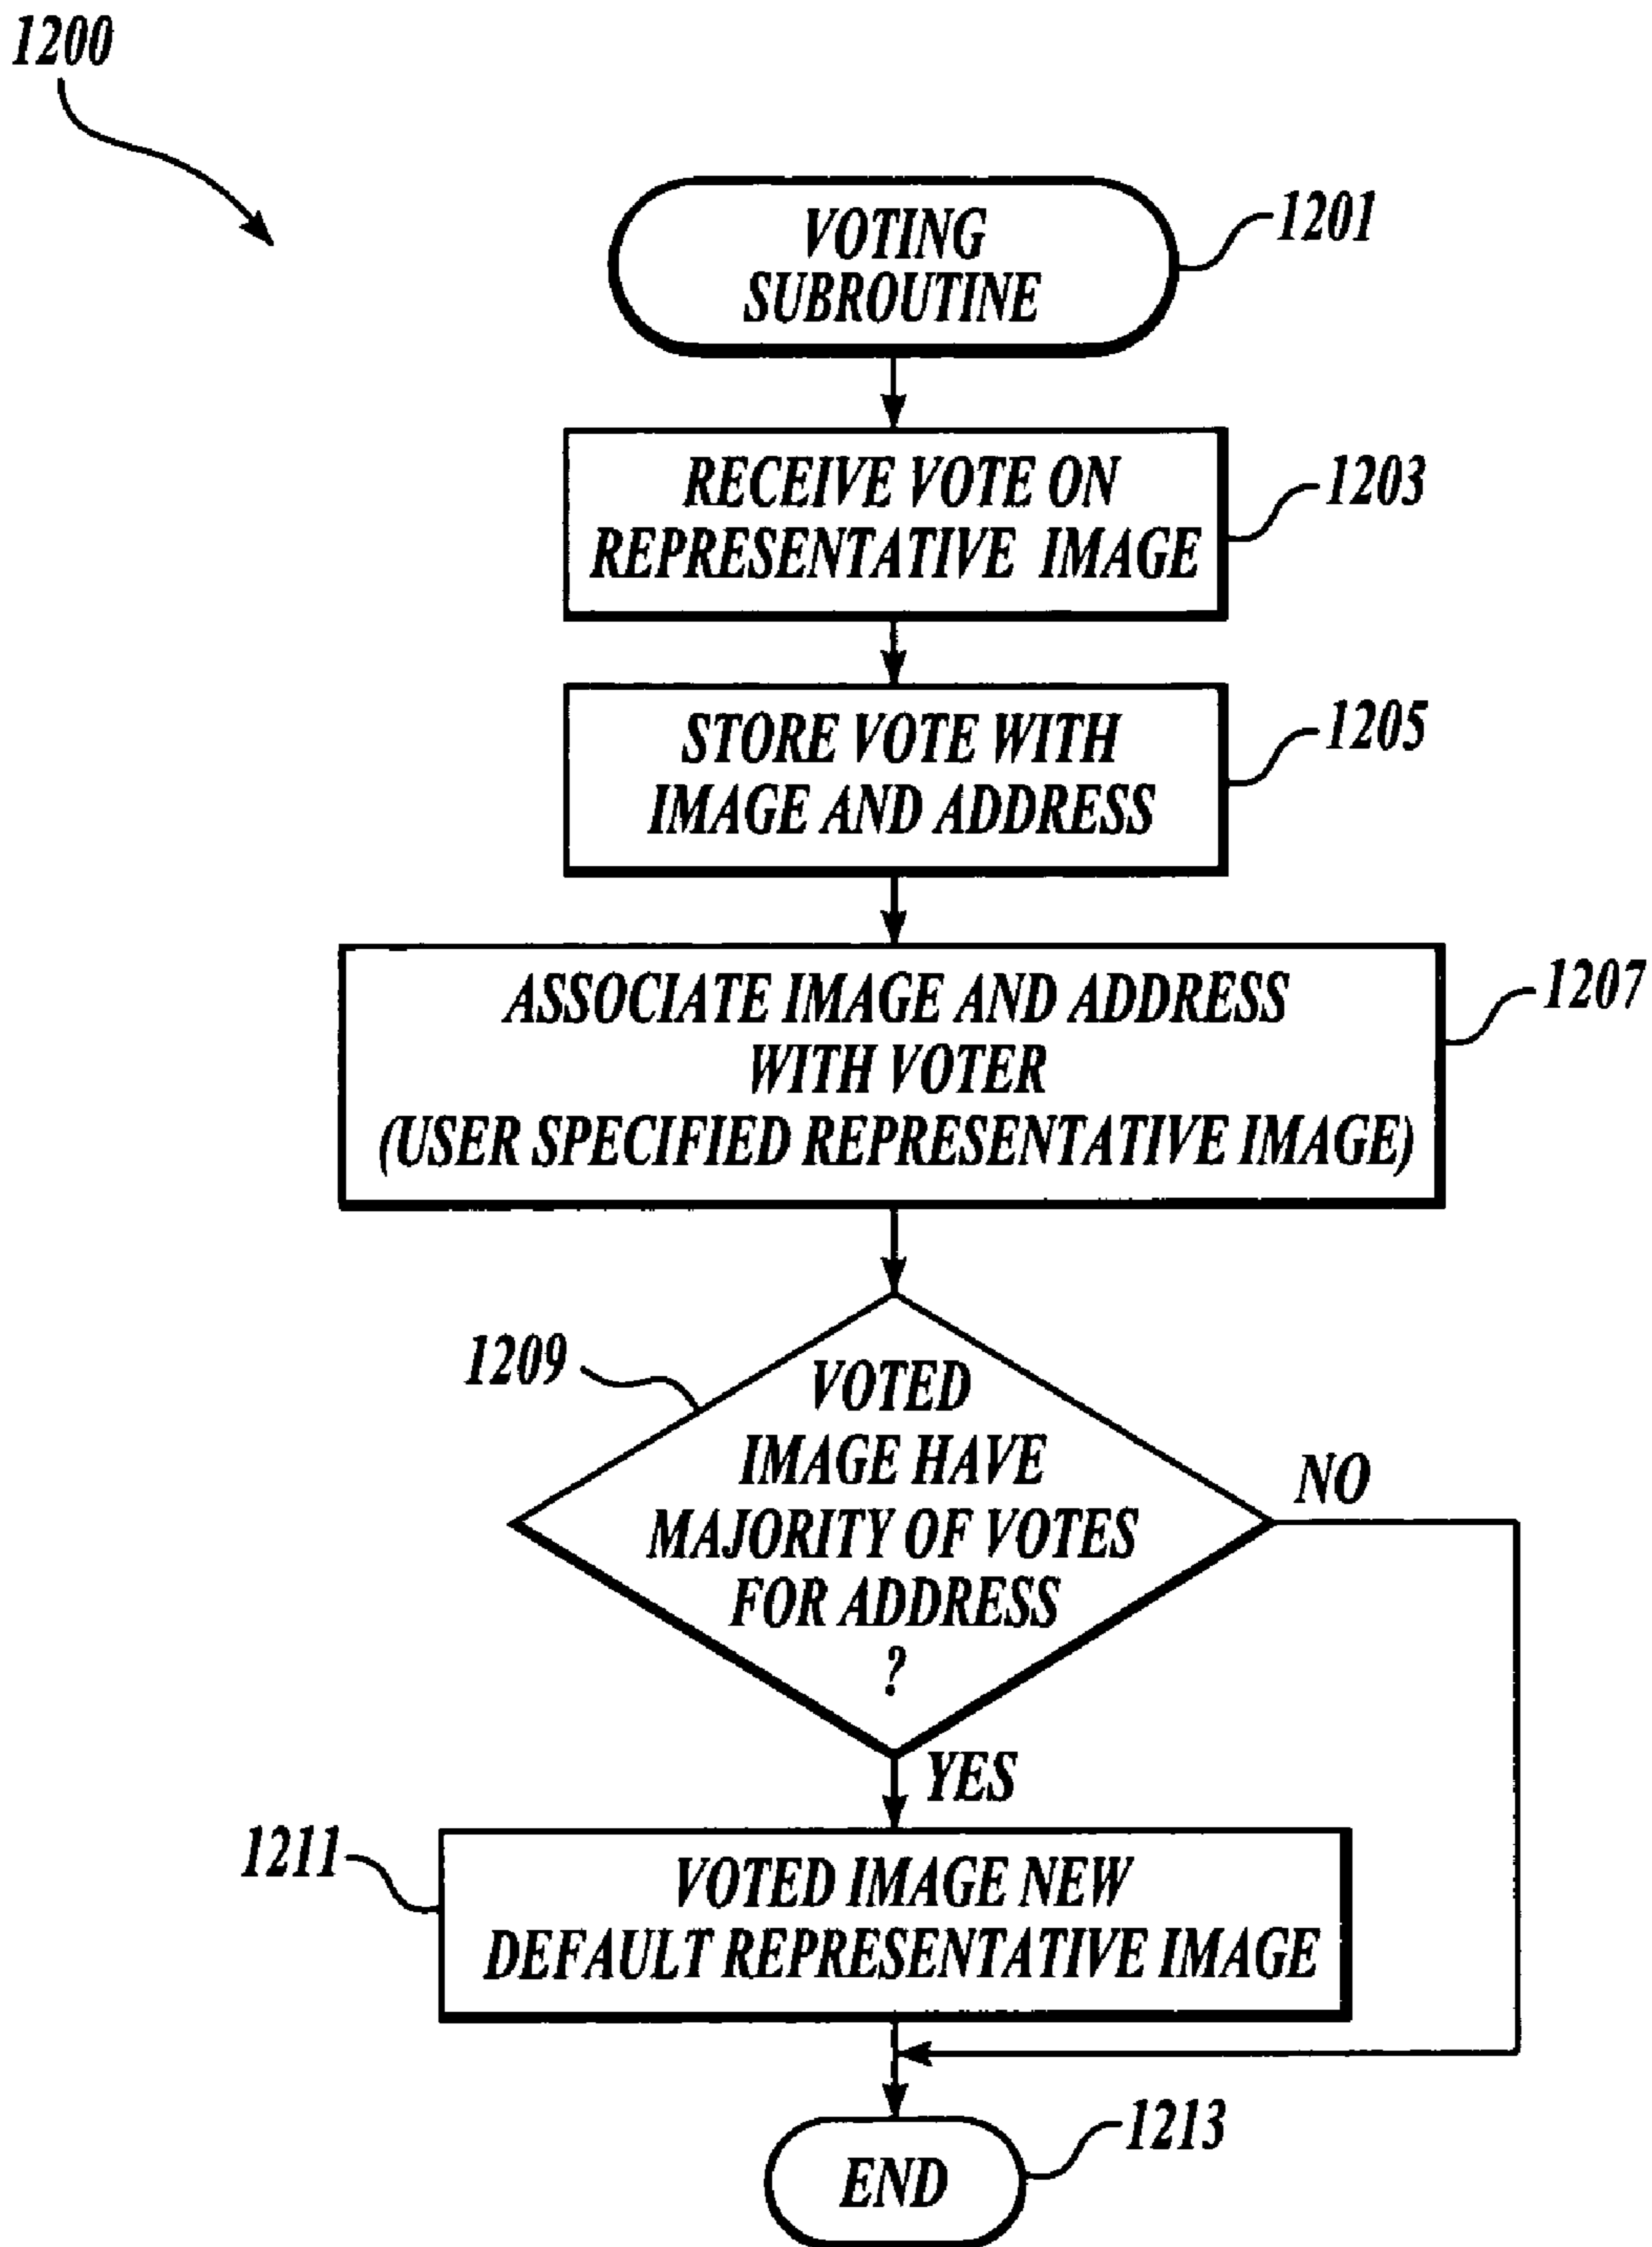 1200
VOTING
SUBROUTINE
1201
RECEIVE VOTE ON
REPRESENTATIVE IMAGE
1203
STORE VOTE WITH
IMAGE AND ADDRESS
1205
ASSOCIATE IMAGE AND ADDRESS
WITH VOTER
(USER SPECIFIED REPRESENTATIVE IMAGE)
1207
1209
VOTED
IMAGE HAVE
MAJORITY OF VOTES
FOR ADDRESS
?
NO
YES
1211
VOTED IMAGE NEW
DEFAULT REPRESENTATIVE IMAGE
1213
END